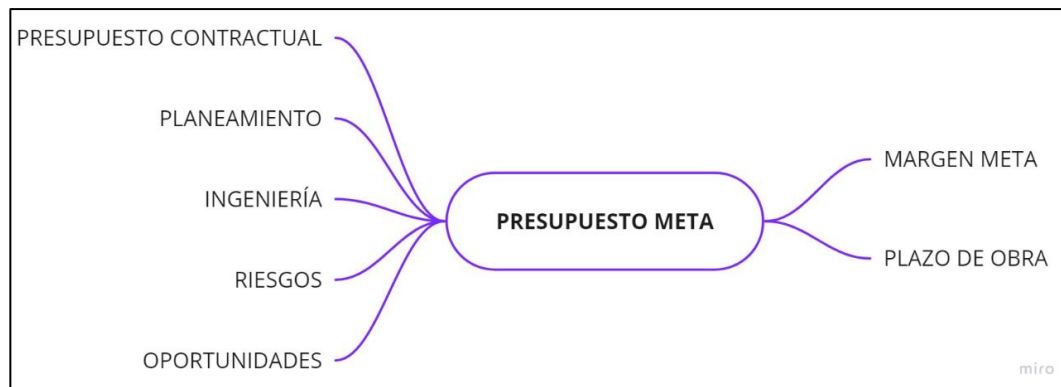 PRESUPUESTO CONTRACTUAL
PLANEAMIENTO
INGENIERÍA
RIESGOS
OPORTUNIDADES
PRESUPUESTO META
MARGEN META
PLAZO DE OBRA
miro